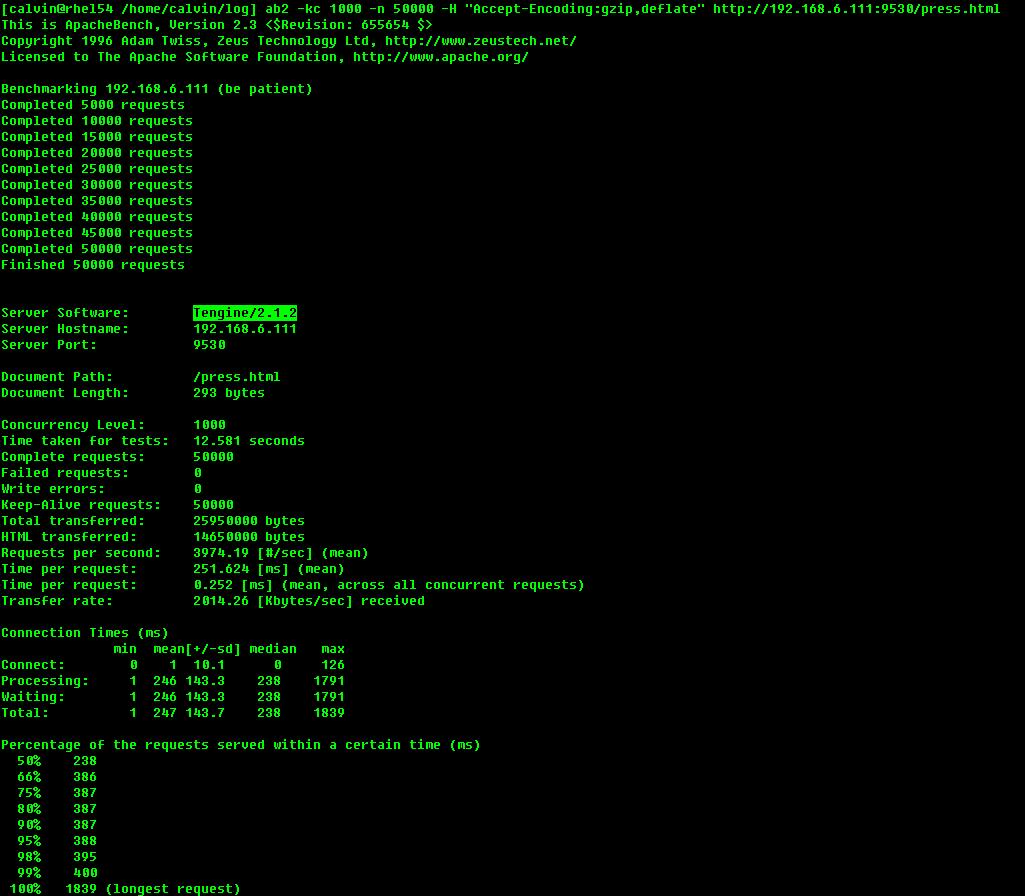 [calvin@rhel54 /home/calvin/log] ab2 -kc 1000 -n 50000 -H "Accept-Encoding:gzip,deflate" http://192.168.6.111:9530/press.html
This is ApacheBench, Version 2.3 <$Revision: 655654 $>
Copyright 1996 Adam Twiss, Zeus Technology Ltd, http://www.zeustech.net/
Licensed to The Apache Software Foundation, http://www.apache.org/

Benchmarking 192.168.6.111 (be patient)
Completed 5000 requests
Completed 10000 requests
Completed 15000 requests
Completed 20000 requests
Completed 25000 requests
Completed 30000 requests
Completed 35000 requests
Completed 40000 requests
Completed 45000 requests
Completed 50000 requests
Finished 50000 requests

Server Software:        Tengine/2.1.2
Server Hostname:        192.168.6.111
Server Port:            9530

Document Path:          /press.html
Document Length:        293 bytes

Concurrency Level:      1000
Time taken for tests:   12.581 seconds
Complete requests:      50000
Failed requests:        0
Write errors:           0
Keep-Alive requests:    50000
Total transferred:      25950000 bytes
HTML transferred:       14650000 bytes
Requests per second:    3974.19 [#/sec] (mean)
Time per request:       251.624 [ms] (mean)
Time per request:       0.252 [ms] (mean, across all concurrent requests)
Transfer rate:          2014.26 [Kbytes/sec] received

Connection Times (ms)
              min  mean[+/-sd] median   max
Connect:        0    1  10.1      0     126
Processing:     1  246 143.3    238    1791
Waiting:        1  246 143.3    238    1791
Total:          1  247 143.7    238    1839

Percentage of the requests served within a certain time (ms)
  50%    238
  66%    386
  75%    387
  80%    387
  90%    387
  95%    388
  98%    395
  99%    400
 100%   1839 (longest request)